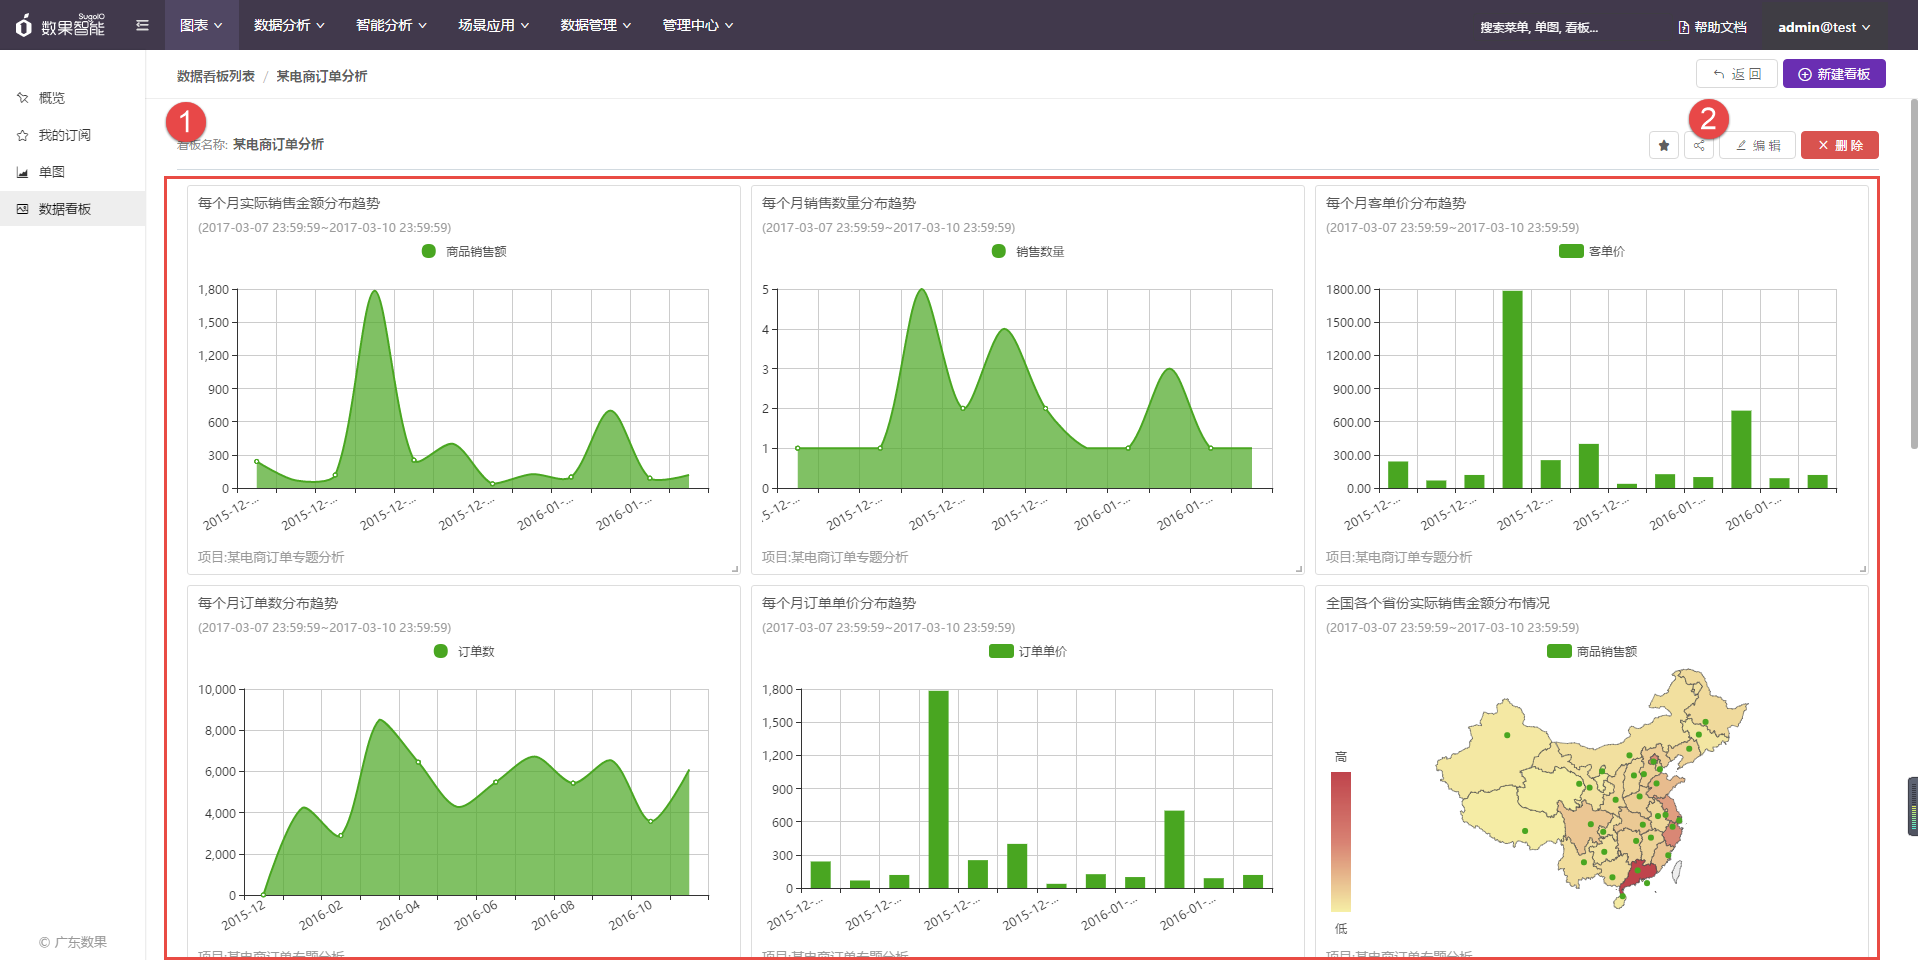 SugoIO
数果智能
图表
数据分析
智能分析
场景应用
数据管理
管理中心
搜索菜单, 单图, 看板...
帮助文档
admin@test
概览
我的订阅
单图
数据看板
© 广东数果
数据看板列表 / 某电商订单分析
返 回
新建看板
1
看板名称: 某电商订单分析
2
编 辑
删 除
每个月实际销售金额分布趋势
(2017-03-07 23:59:59~2017-03-10 23:59:59)
商品销售额
1,800
1,500
1,200
900
600
300
0
2015-12-...
2015-12-...
2015-12-...
2015-12-...
2016-01-...
2016-01-...
项目:某电商订单专题分析
每个月销售数量分布趋势
(2017-03-07 23:59:59~2017-03-10 23:59:59)
销售数量
5
4
3
2
1
0
.5-12-...
2015-12-...
2015-12-...
2015-12-...
2016-01-...
2016-01-...
项目:某电商订单专题分析
每个月客单价分布趋势
(2017-03-07 23:59:59~2017-03-10 23:59:59)
客单价
1800.00
1500.00
1200.00
900.00
600.00
300.00
0.00
2015-12-...
2015-12-...
2015-12-...
2015-12-...
2016-01-...
2016-01-...
项目:某电商订单专题分析
每个月订单数分布趋势
(2017-03-07 23:59:59~2017-03-10 23:59:59)
订单数
10,000
8,000
6,000
4,000
2,000
0
2015-12
2016-02
2016-04
2016-06
2016-08
2016-10
项目:某电商订单专题分析
每个月订单单价分布趋势
(2017-03-07 23:59:59~2017-03-10 23:59:59)
订单单价
1,800
1,500
1,200
900
600
300
0
2015-12-...
2015-12-...
2015-12-...
2015-12-...
2016-01-...
2016-01-...
项目:某电商订单专题分析
全国各个省份实际销售金额分布情况
(2017-03-07 23:59:59~2017-03-10 23:59:59)
商品销售额
高
低
项目:某电商订单专题分析